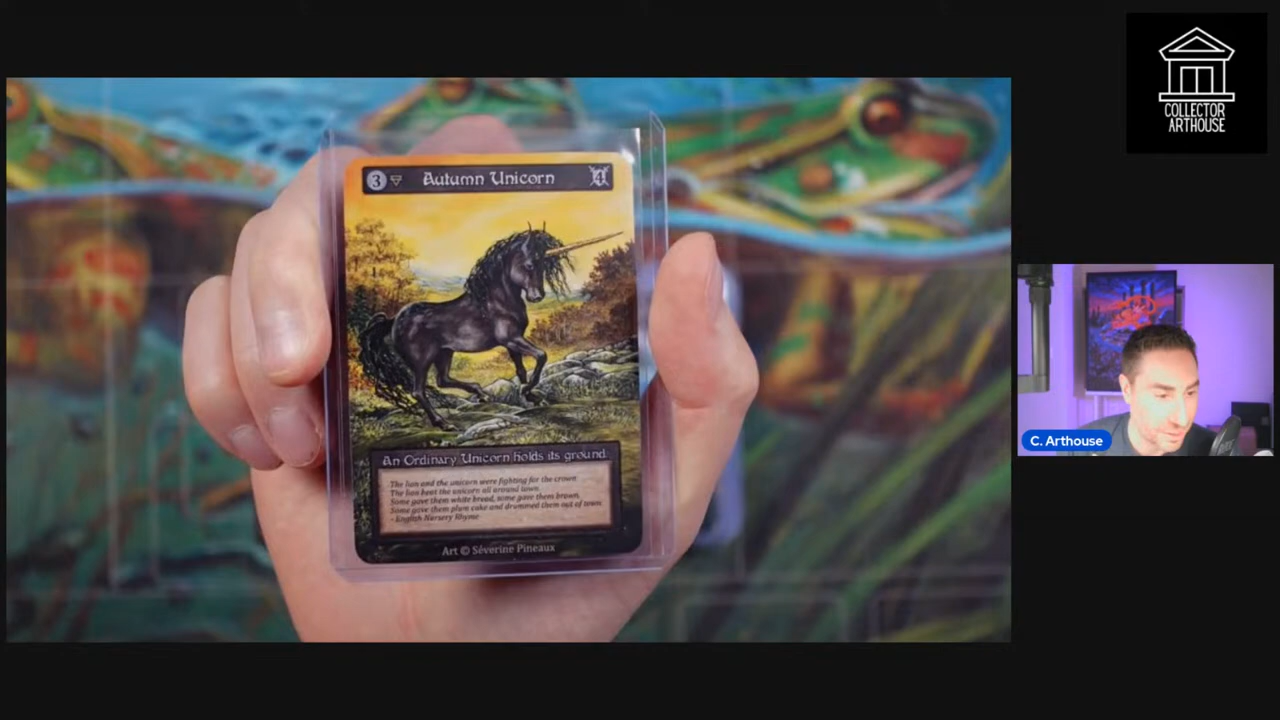 COLLECTOR
ARTHOUSE
3 Autumn Unicorn 4
An Ordinary Unicorn holds its ground.
The lion and the unicorn were fighting for the crown
The lion beat the unicorn all around town.
Some gave them white bread, some gave them brown,
Some gave them plum cake and drummed them out of town.
- English Nursery Rhyme
Art © Séverine Pineaux
C. Arthouse